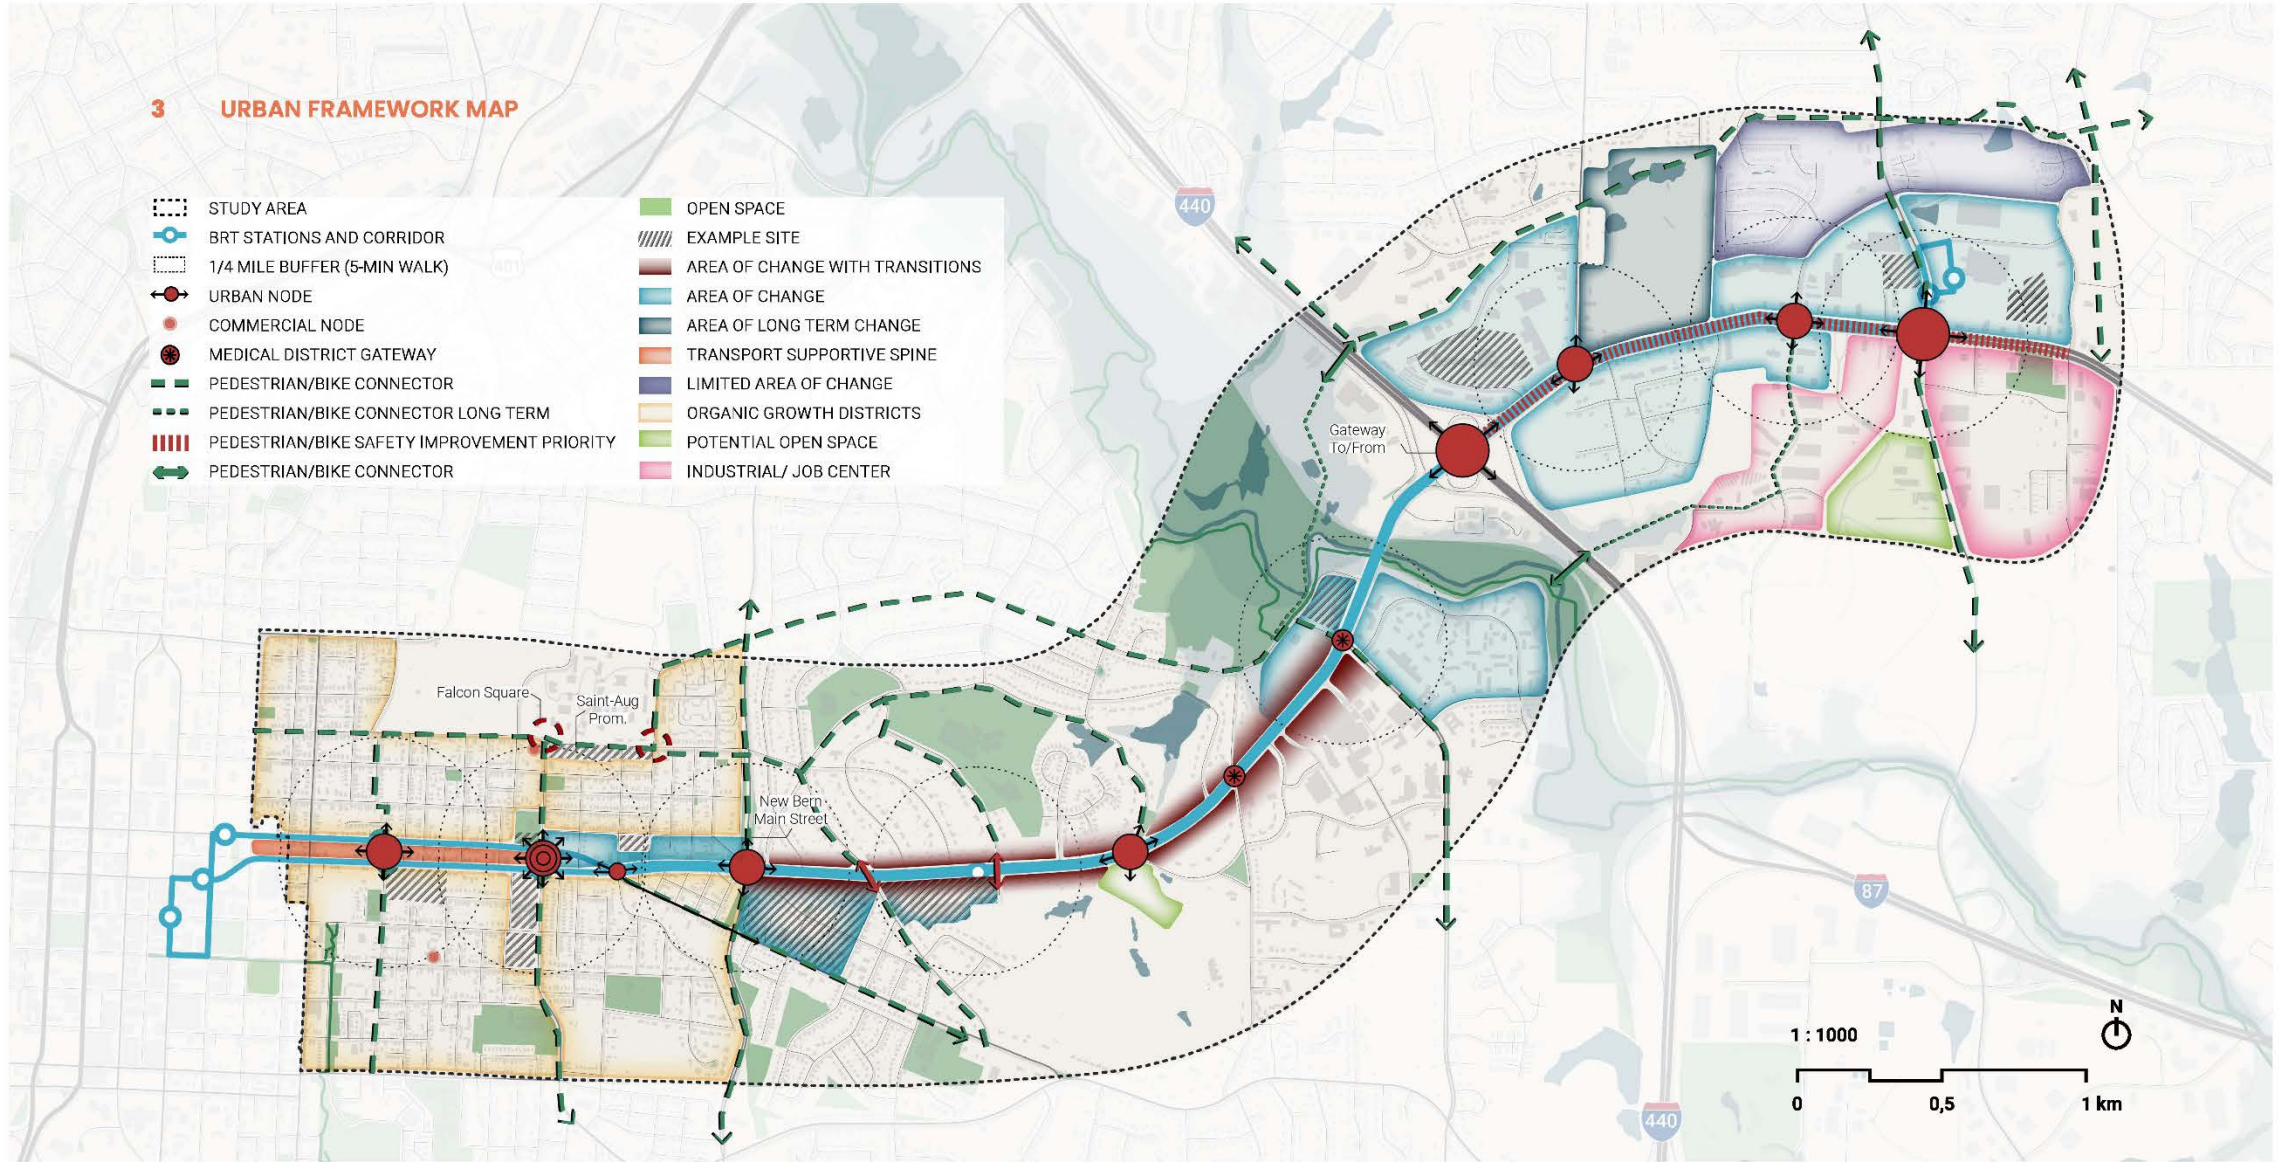 3 URBAN FRAMEWORK MAP
STUDY AREA
BRT STATIONS AND CORRIDOR
1/4 MILE BUFFER (5-MIN WALK)
URBAN NODE
COMMERCIAL NODE
MEDICAL DISTRICT GATEWAY
PEDESTRIAN/BIKE CONNECTOR
PEDESTRIAN/BIKE CONNECTOR LONG TERM
PEDESTRIAN/BIKE SAFETY IMPROVEMENT PRIORITY
PEDESTRIAN/BIKE CONNECTOR
OPEN SPACE
EXAMPLE SITE
AREA OF CHANGE WITH TRANSITIONS
AREA OF CHANGE
AREA OF LONG TERM CHANGE
TRANSPORT SUPPORTIVE SPINE
LIMITED AREA OF CHANGE
ORGANIC GROWTH DISTRICTS
POTENTIAL OPEN SPACE
INDUSTRIAL/ JOB CENTER
401
440
Gateway
To/From
Falcon Square
Saint-Aug
Prom.
New Bern
Main Street
87
440
N
1 : 1000
0 0,5 1 km